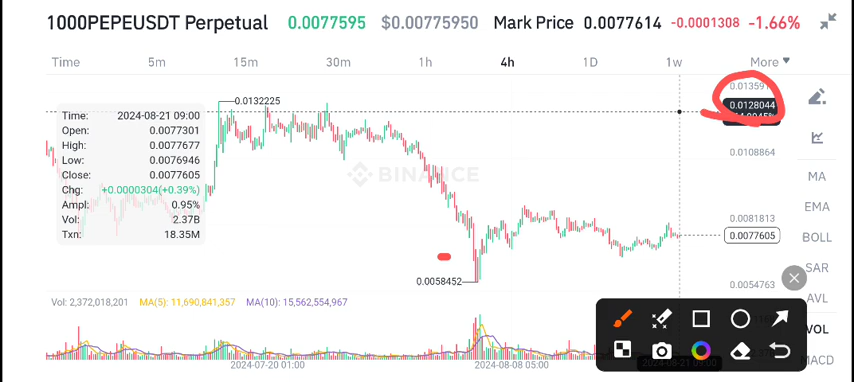 1000PEPEUSDT Perpetual 0.0077595 $0.00775950 Mark Price 0.0077614 -0.0001308 -1.66%
Time 5m 15m 30m 1h 4h 1D 1w More
0.0132225
0.0128044
Time: 2024-08-21 09:00
Open: 0.0077301
High: 0.0077677
Low: 0.0076946
Close: 0.0077605
Chg: +0.0000304(+0.39%)
Ampl: 0.95%
Vol: 2.37B
Txn: 18.35M
BINANCE
0.0108864
0.0081813
0.0077605
0.0054763
0.0058452
MA
EMA
BOLL
SAR
AVL
VOL
MACD
Vol: 2,372,018,201 MA(5): 11,690,841,357 MA(10): 15,562,554,967
2024-07-20 01:00 2024-08-08 05:00